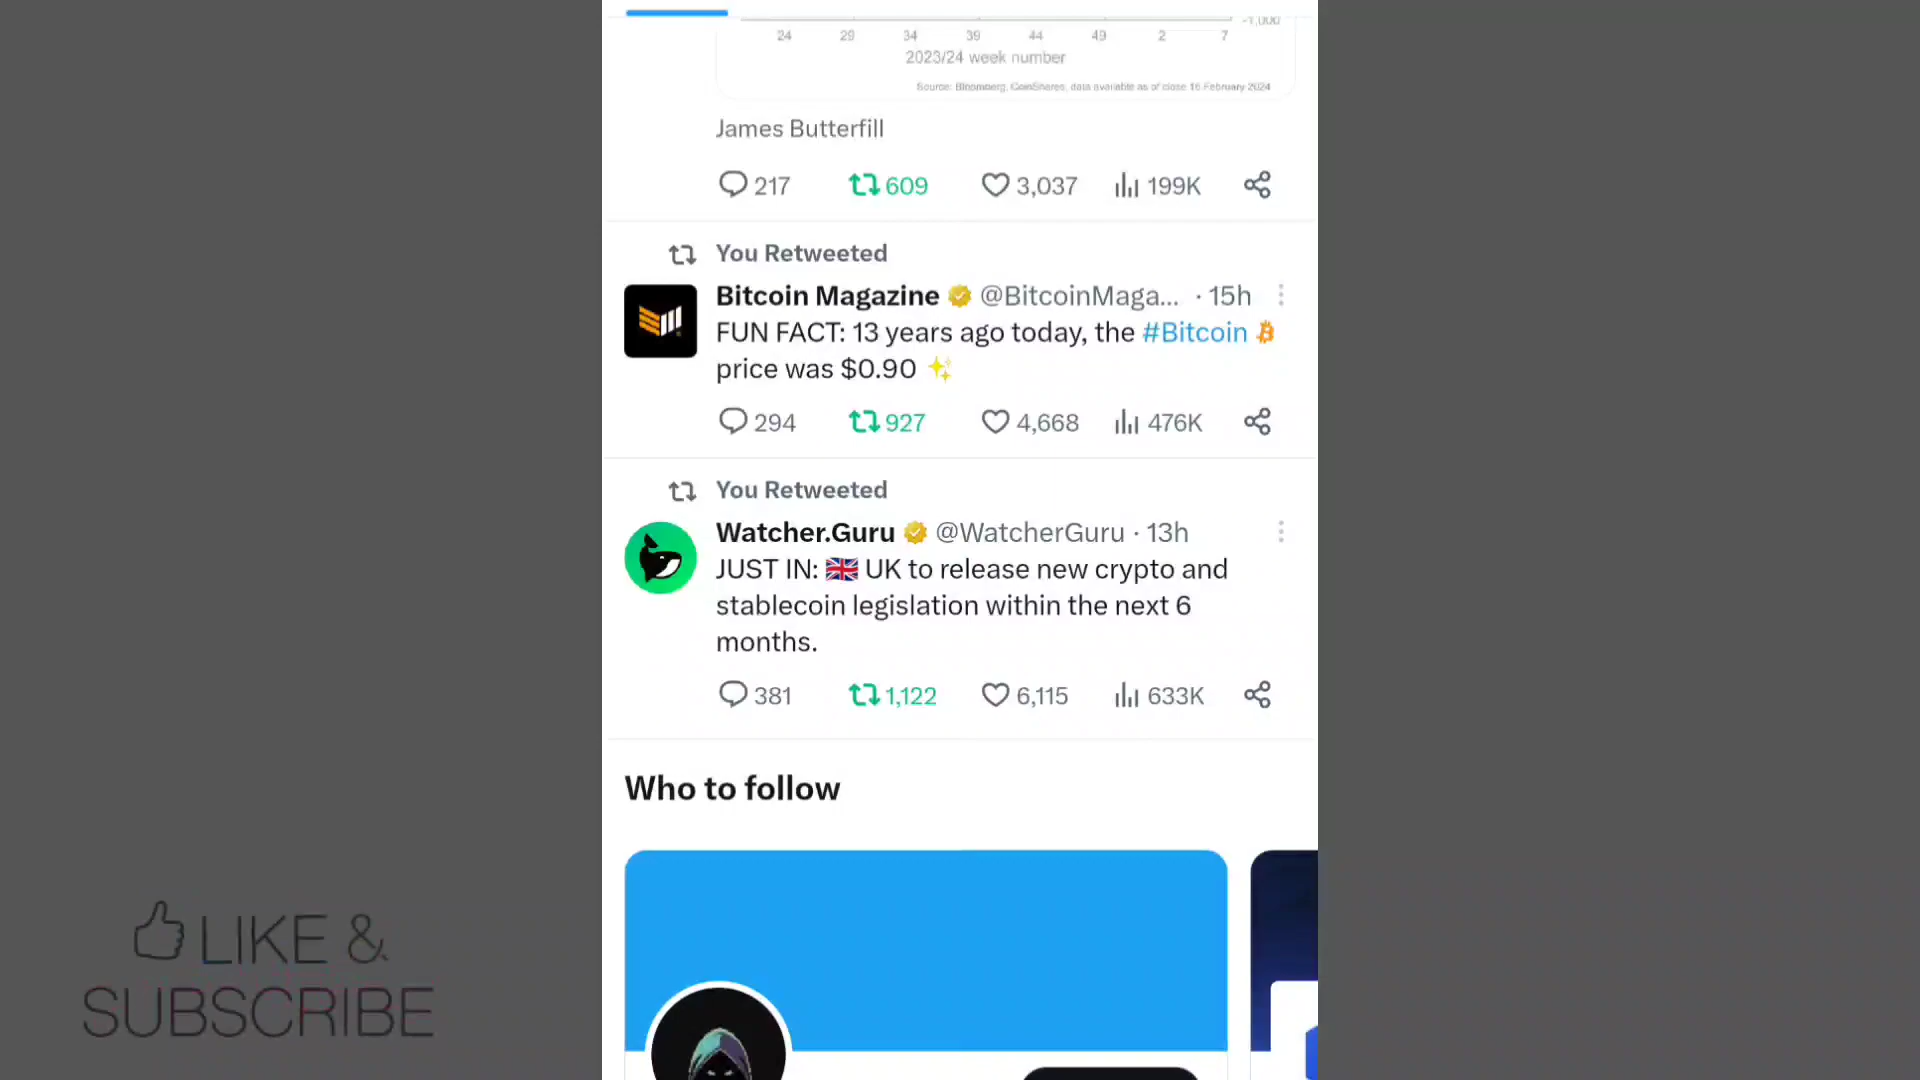 -1,000
24 29 34 39 44 49 2 7
2023/24 week number
Source: Bloomberg, CoinShares, data available as of close 16 February 2024
James Butterfill
217 609 3,037 199K
You Retweeted
Bitcoin Magazine @BitcoinMaga... · 15h
FUN FACT: 13 years ago today, the #Bitcoin
price was $0.90 ✨
294 927 4,668 476K
You Retweeted
Watcher.Guru @WatcherGuru · 13h
JUST IN: 🇬🇧 UK to release new crypto and
stablecoin legislation within the next 6
months.
381 1,122 6,115 633K
Who to follow
LIKE &
SUBSCRIBE